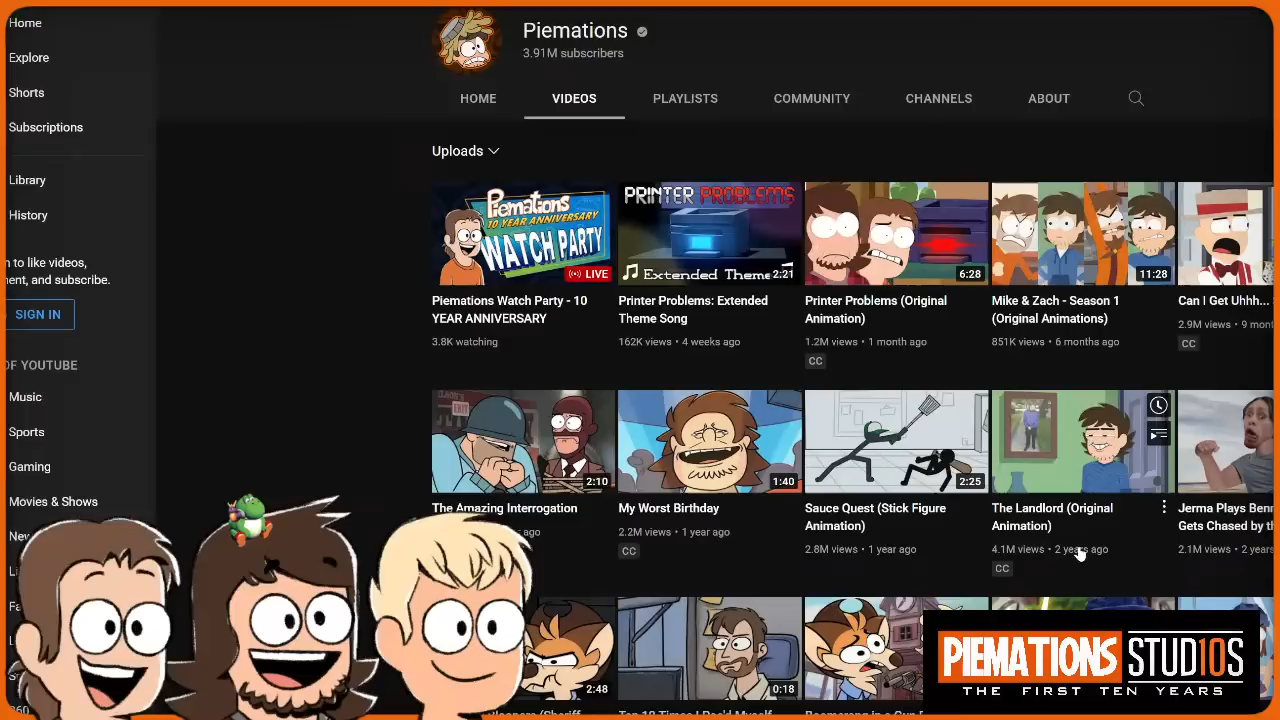 Home
Explore
Shorts
Subscriptions
Library
History
n to like videos,
ment, and subscribe.
SIGN IN
OF YOUTUBE
Music
Sports
Gaming
Movies & Shows
Piemations
3.91M subscribers
HOME VIDEOS PLAYLISTS COMMUNITY CHANNELS ABOUT
Uploads
Piemations
10 YEAR ANNIVERSARY
WATCH PARTY
LIVE
Piemations Watch Party - 10
YEAR ANNIVERSARY
3.8K watching
PRINTER PROBLEMS
Extended Theme
2:21
Printer Problems: Extended
Theme Song
162K views • 4 weeks ago
6:28
Printer Problems (Original
Animation)
1.2M views • 1 month ago
CC
11:28
Mike & Zach - Season 1
(Original Animations)
851K views • 6 months ago
Can I Get Uhhh...
2.9M views • 9 mont
CC
EXIT
2:10
The Amazing Interrogation
ago
1:40
My Worst Birthday
2.2M views • 1 year ago
CC
2:25
Sauce Quest (Stick Figure
Animation)
2.8M views • 1 year ago
The Landlord (Original
Animation)
4.1M views • 2 years ago
CC
Jerma Plays Ben
Gets Chased by th
2.1M views • 2 years
2:48
0:18
PIEMATIONS STUD10S
THE FIRST TEN YEARS